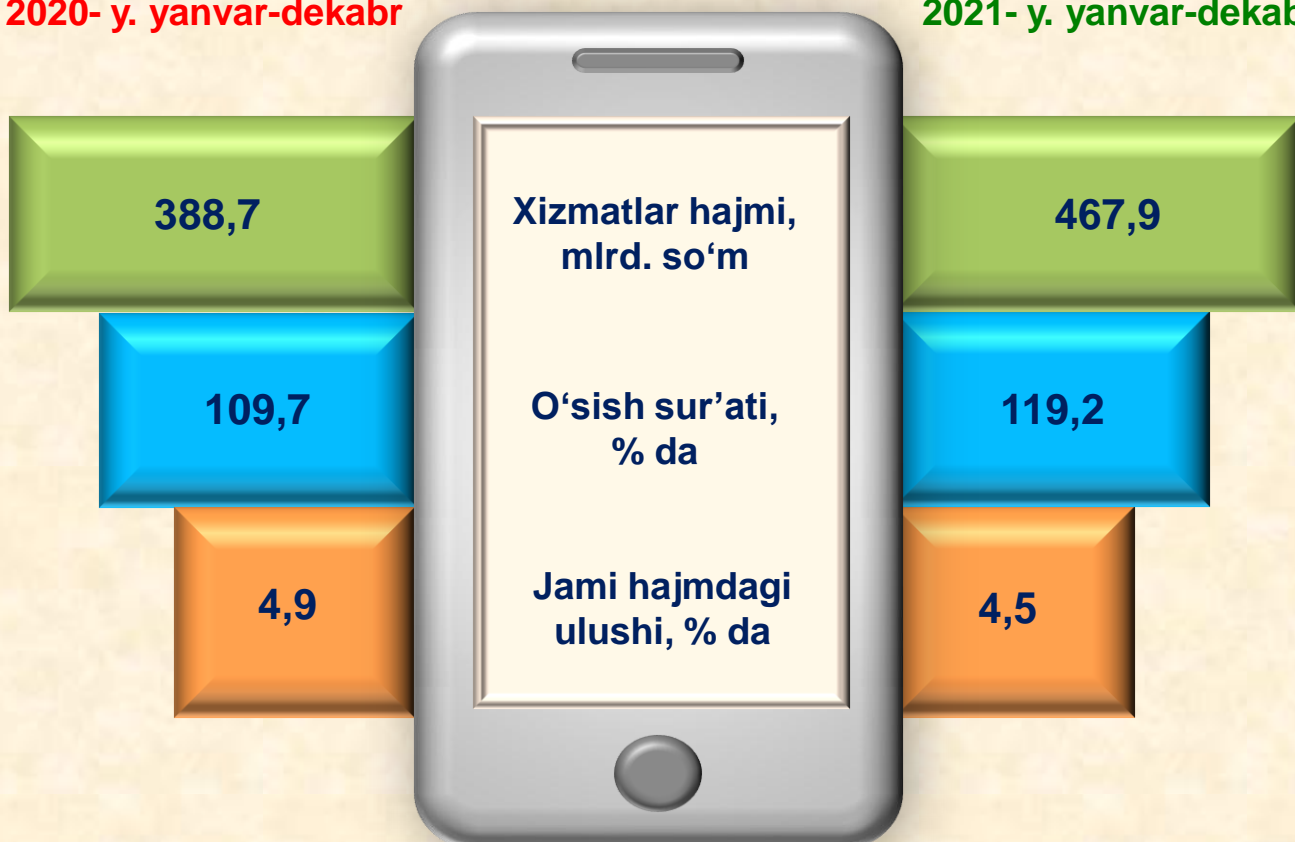 2020- y. yanvar-dekabr
2021- y. yanvar-dekabr
388,7
Xizmatlar hajmi,
mlrd. so‘m
467,9
109,7
O‘sish sur’ati,
% da
119,2
4,9
Jami hajmdagi
ulushi, % da
4,5